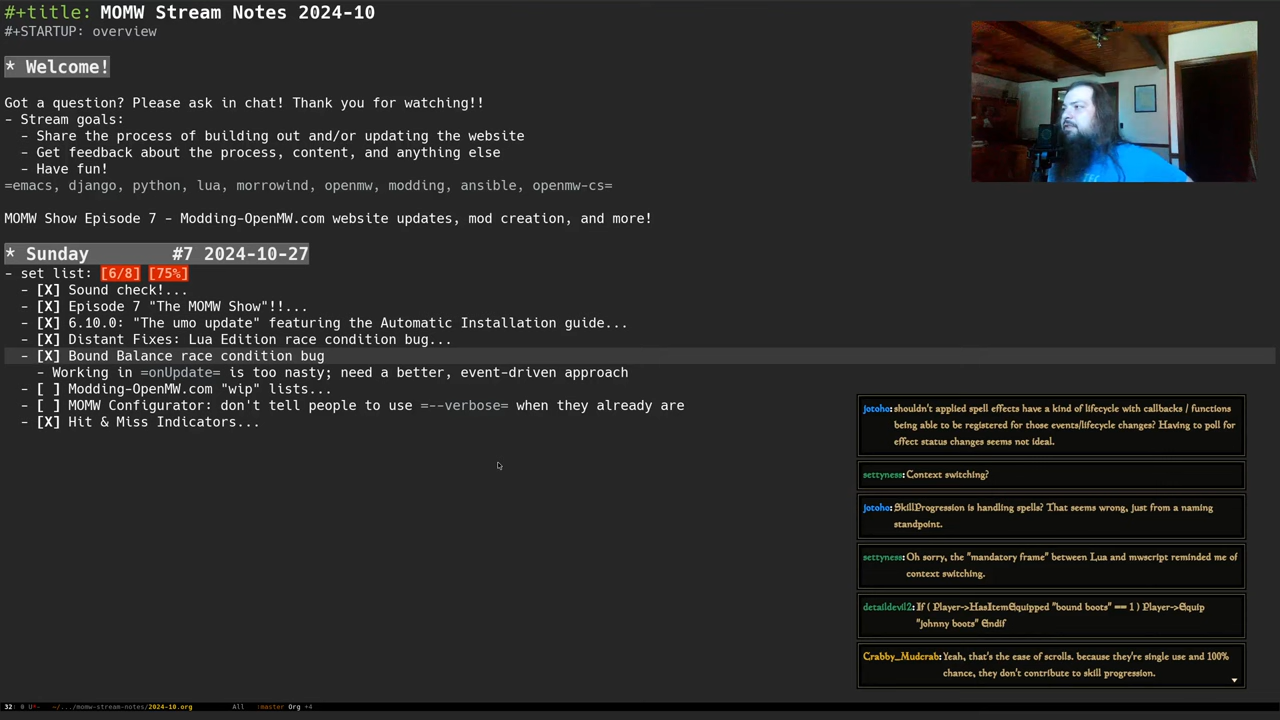 #+title: MOMW Stream Notes 2024-10
#+STARTUP: overview
* Welcome!
Got a question? Please ask in chat! Thank you for watching!!
- Stream goals:
- Share the process of building out and/or updating the website
- Get feedback about the process, content, and anything else
- Have fun!
=emacs, django, python, lua, morrowind, openmw, modding, ansible, openmw-cs=
MOMW Show Episode 7 - Modding-OpenMW.com website updates, mod creation, and more!
* Sunday #7 2024-10-27
- set list: [6/8] [75%]
- [X] Sound check!...
- [X] Episode 7 "The MOMW Show"!!...
- [X] 6.10.0: "The umo update" featuring the Automatic Installation guide...
- [X] Distant Fixes: Lua Edition race condition bug...
- [X] Bound Balance race condition bug
- Working in =onUpdate= is too nasty; need a better, event-driven approach
- [ ] Modding-OpenMW.com "wip" lists...
- [ ] MOMW Configurator: don't tell people to use =--verbose= when they already are
- [X] Hit & Miss Indicators...
jotoho: shouldn't applied spell effects have a kind of lifecycle with callbacks / functions
being able to be registered for those events/lifecycle changes? Having to poll for
effect status changes seems not ideal.
settyness: Context switching?
jotoho: SkillProgression is handling spells? That seems wrong, just from a naming
standpoint.
settyness: Oh sorry, the "mandatory frame" between Lua and mwscript reminded me of
context switching.
detaildevil2: If ( Player->HasItemEquipped "bound boots" == 1 ) Player->Equip
"johnny boots" Endif
Crabby_Mudcrab: Yeah, that's the ease of scrolls. because they're single use and 100%
chance, they don't contribute to skill progression.
~/.../momw-stream-notes/2024-10.org All :master Org +4